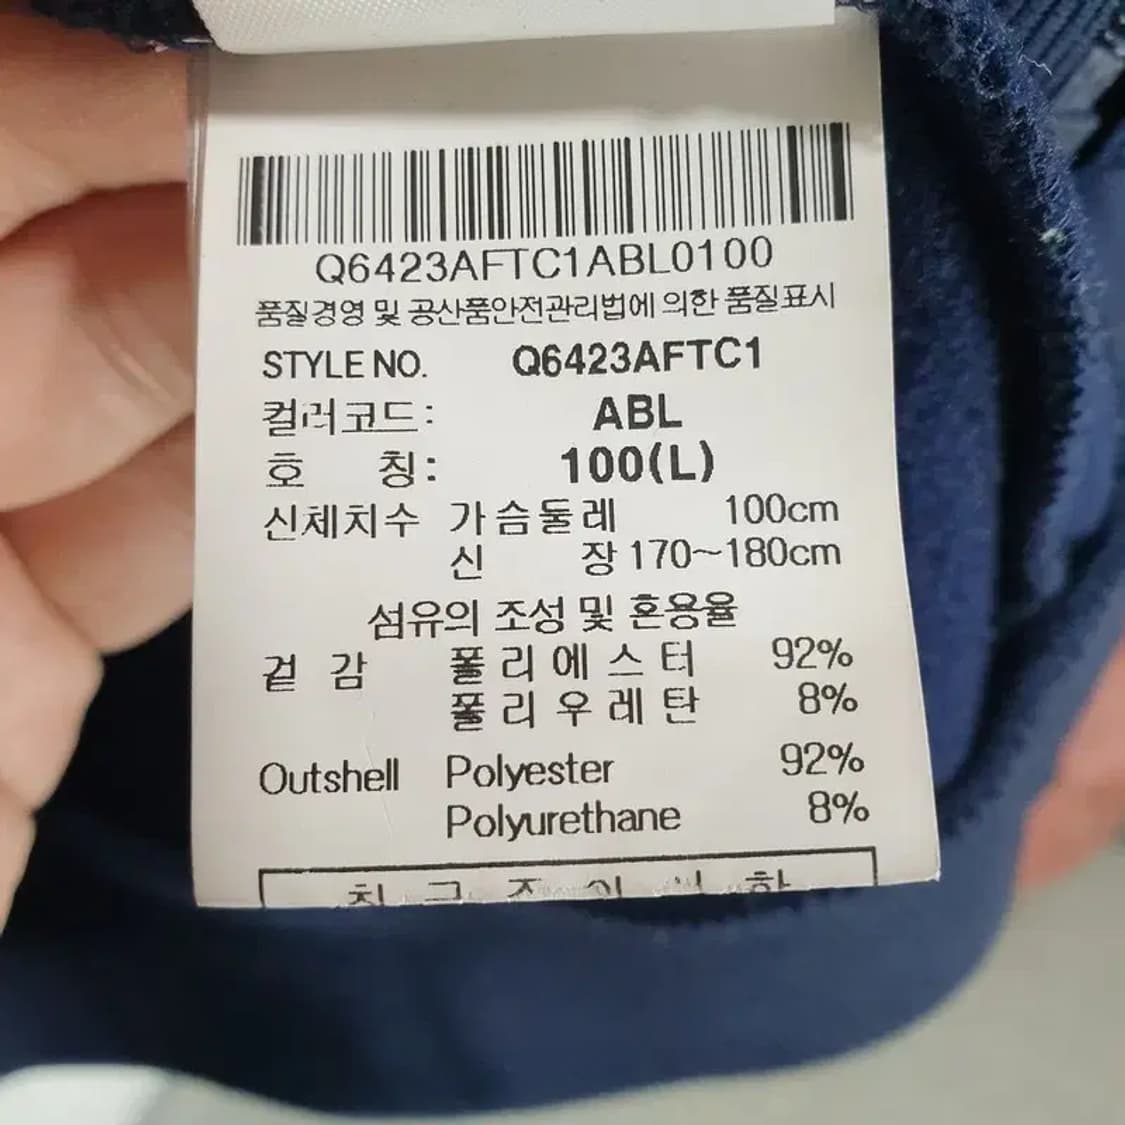 Q6423AFTC1ABL0100
품질경영 및 공산품안전관리법에 의한 품질표시
STYLE NO. Q6423AFTC1
컬러코드: ABL
호 칭: 100(L)
신체치수 가슴둘레 100cm
신 장 170~180cm
섬유의 조성 및 혼용율
겉 감 폴리에스터 92%
폴리우레탄 8%
Outshell Polyester 92%
Polyurethane 8%